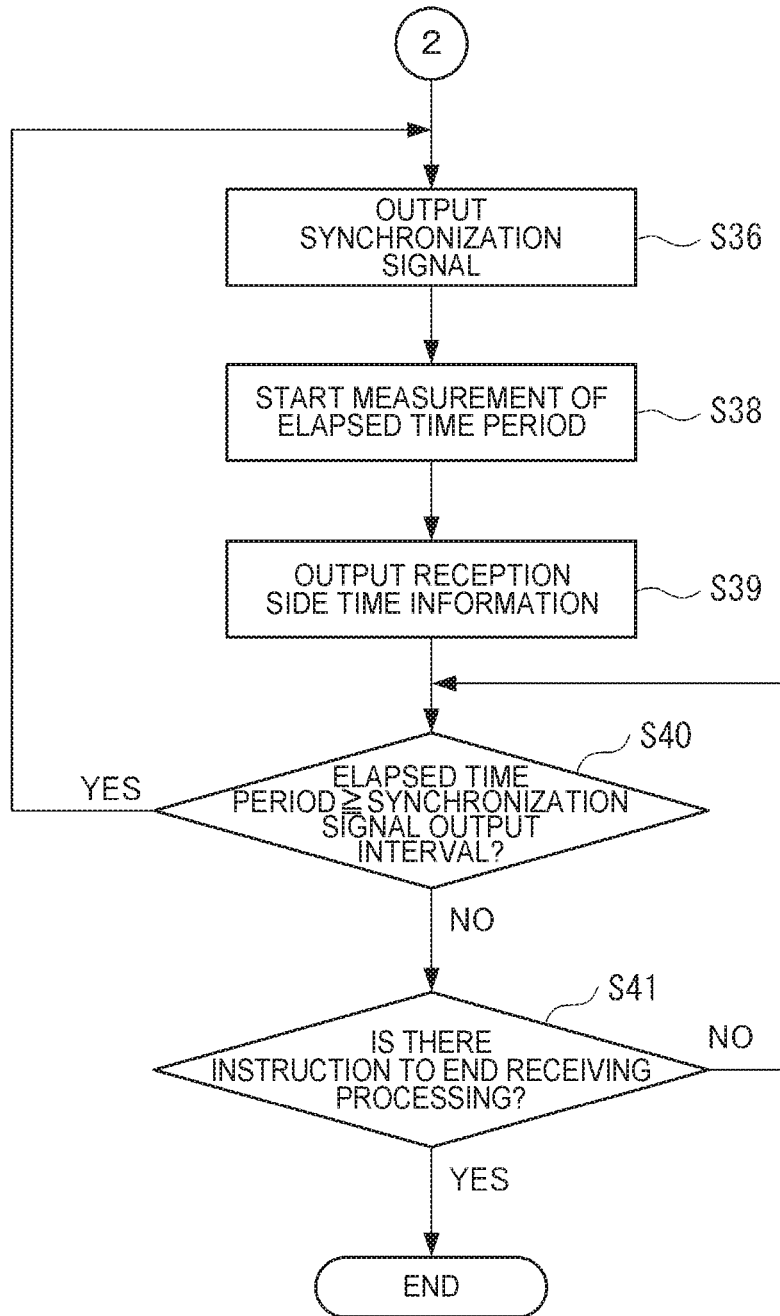 2
OUTPUT
SYNCHRONIZATION
SIGNAL
S36
START MEASUREMENT OF
ELAPSED TIME PERIOD
S38
OUTPUT RECEPTION
SIDE TIME INFORMATION
S39
S40
YES
ELAPSED TIME
PERIOD≧SYNCHRONIZATION
SIGNAL OUTPUT
INTERVAL?
NO
S41
IS THERE
INSTRUCTION TO END RECEIVING
PROCESSING?
NO
YES
END